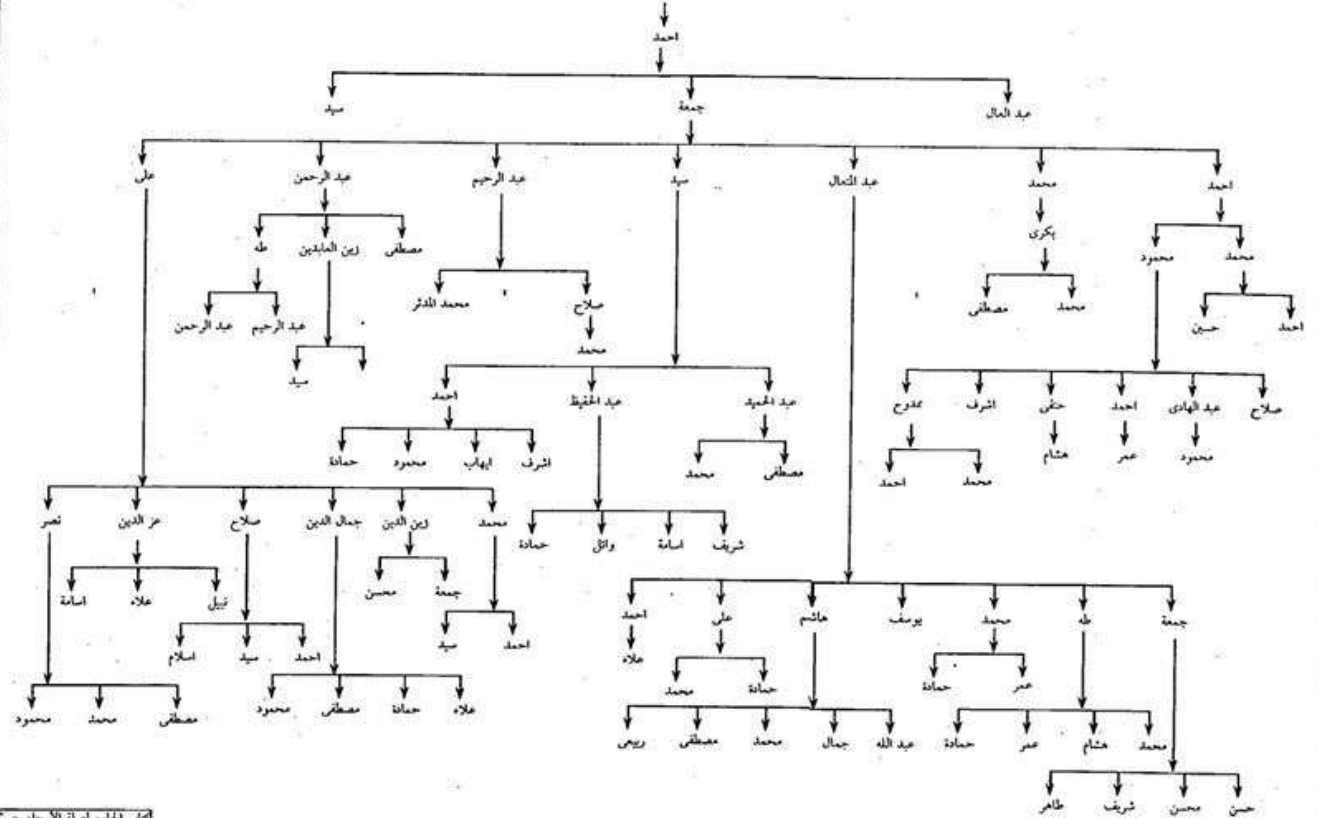 احمد
عبد العال جمعة سيد
احمد محمد عبد المتعال سيد عبد الرحيم عبد الرحمن على
محمد محمود بكرى مصطفى زين العابدين طه
احمد حسين محمد مصطفى صلاح محمد المدثر عبد الرحيم عبد الرحمن
محمد
سيد
صلاح عبد الهادى احمد حنفى اشرف ممدوح عبد الحميد عبد الحفيظ احمد
محمود عمر هشام محمد احمد مصطفى محمد اشرف ايهاب محمود حمادة
محمد زين الدين جمال الدين صلاح عز الدين نصر
شريف اسامة وائل حمادة
جمعة محسن نبيل علاء اسامة
جمعة طه محمد يوسف هاشم على احمد
احمد سيد احمد سيد اسلام
علاء
عمر حمادة حمادة محمد
علاء حمادة مصطفى محمود مصطفى محمد محمود
محمد هشام عمر حمادة عبد الله جمال محمد مصطفى ربيعى
حسن محسن شريف طاهر